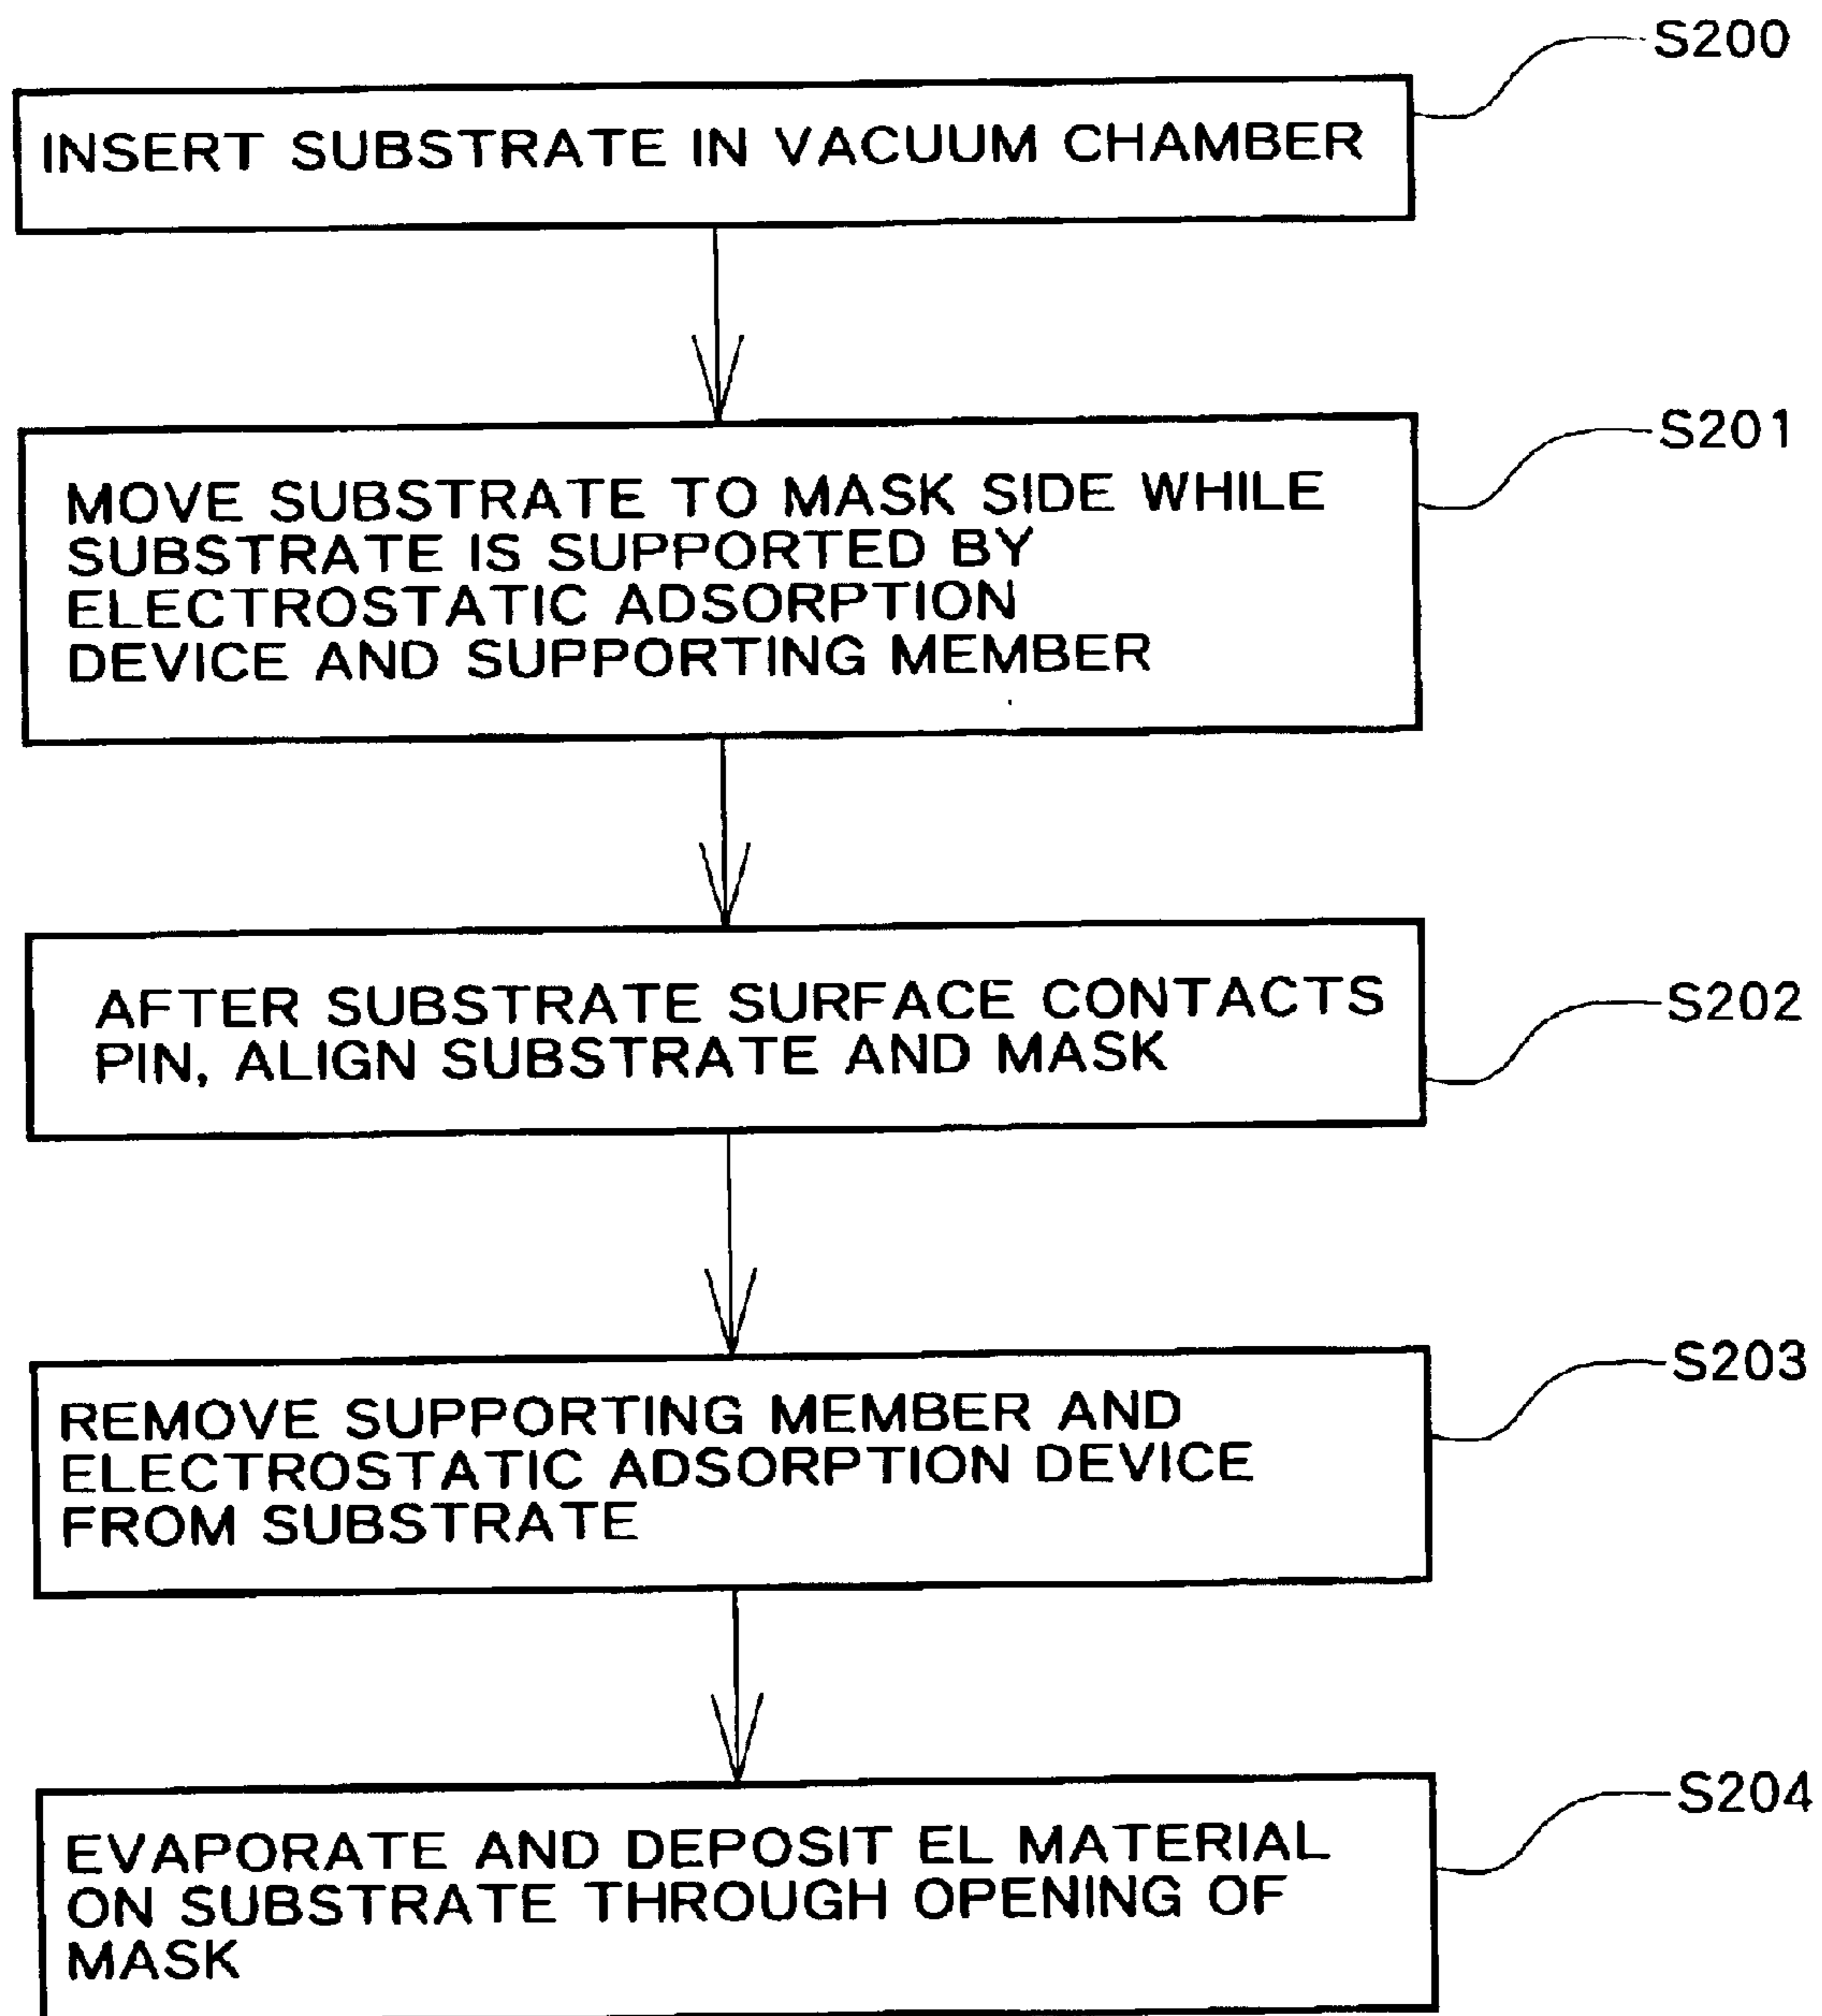 S200
INSERT SUBSTRATE IN VACUUM CHAMBER
S201
MOVE SUBSTRATE TO MASK SIDE WHILE
SUBSTRATE IS SUPPORTED BY
ELECTROSTATIC ADSORPTION
DEVICE AND SUPPORTING MEMBER
S202
AFTER SUBSTRATE SURFACE CONTACTS
PIN, ALIGN SUBSTRATE AND MASK
S203
REMOVE SUPPORTING MEMBER AND
ELECTROSTATIC ADSORPTION DEVICE
FROM SUBSTRATE
S204
EVAPORATE AND DEPOSIT EL MATERIAL
ON SUBSTRATE THROUGH OPENING OF
MASK